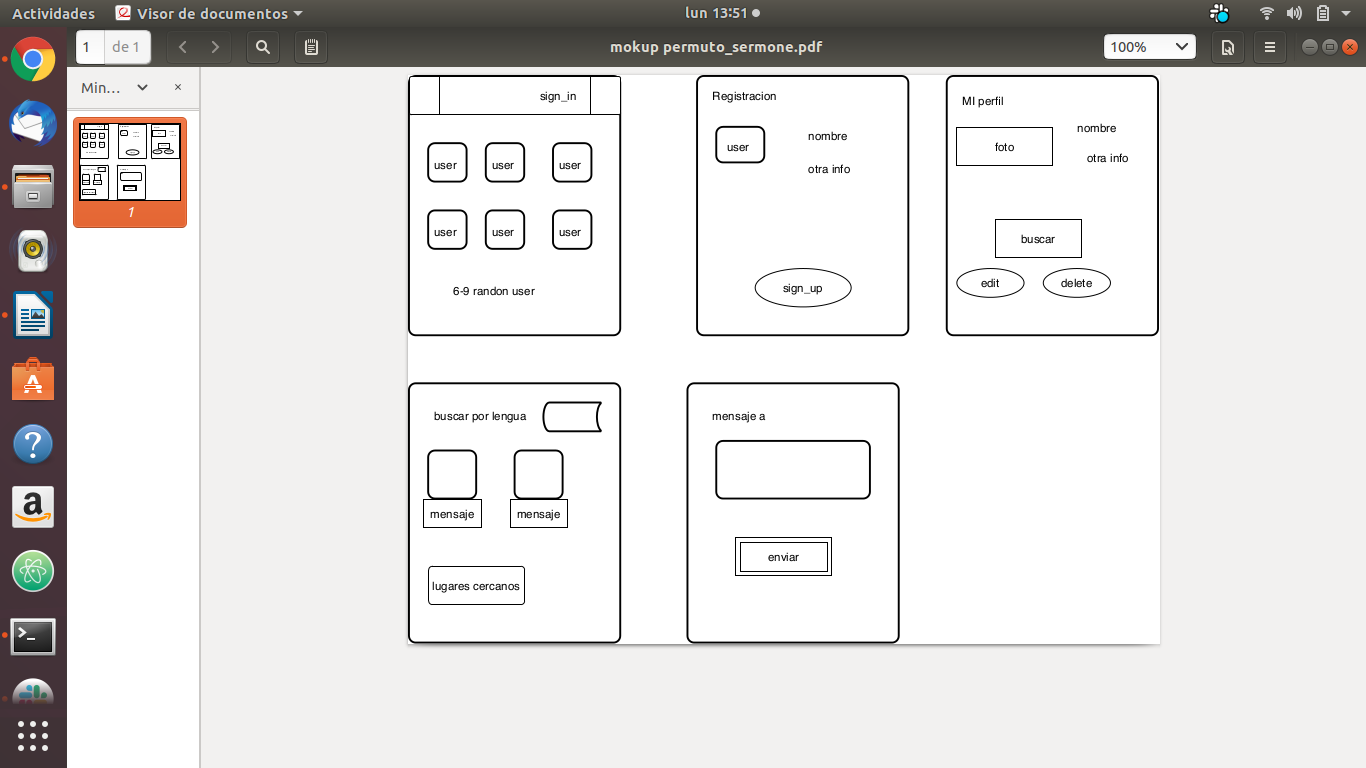 Actividades
Visor de documentos
lun 13:51
1
de 1
mokup permuto_sermone.pdf
100%
Min...
1
sign_in
user
user
user
user
user
user
6-9 randon user
Registracion
user
nombre
otra info
sign_up
MI perfil
foto
nombre
otra info
buscar
edit
delete
buscar por lengua
mensaje
mensaje
lugares cercanos
mensaje a
enviar